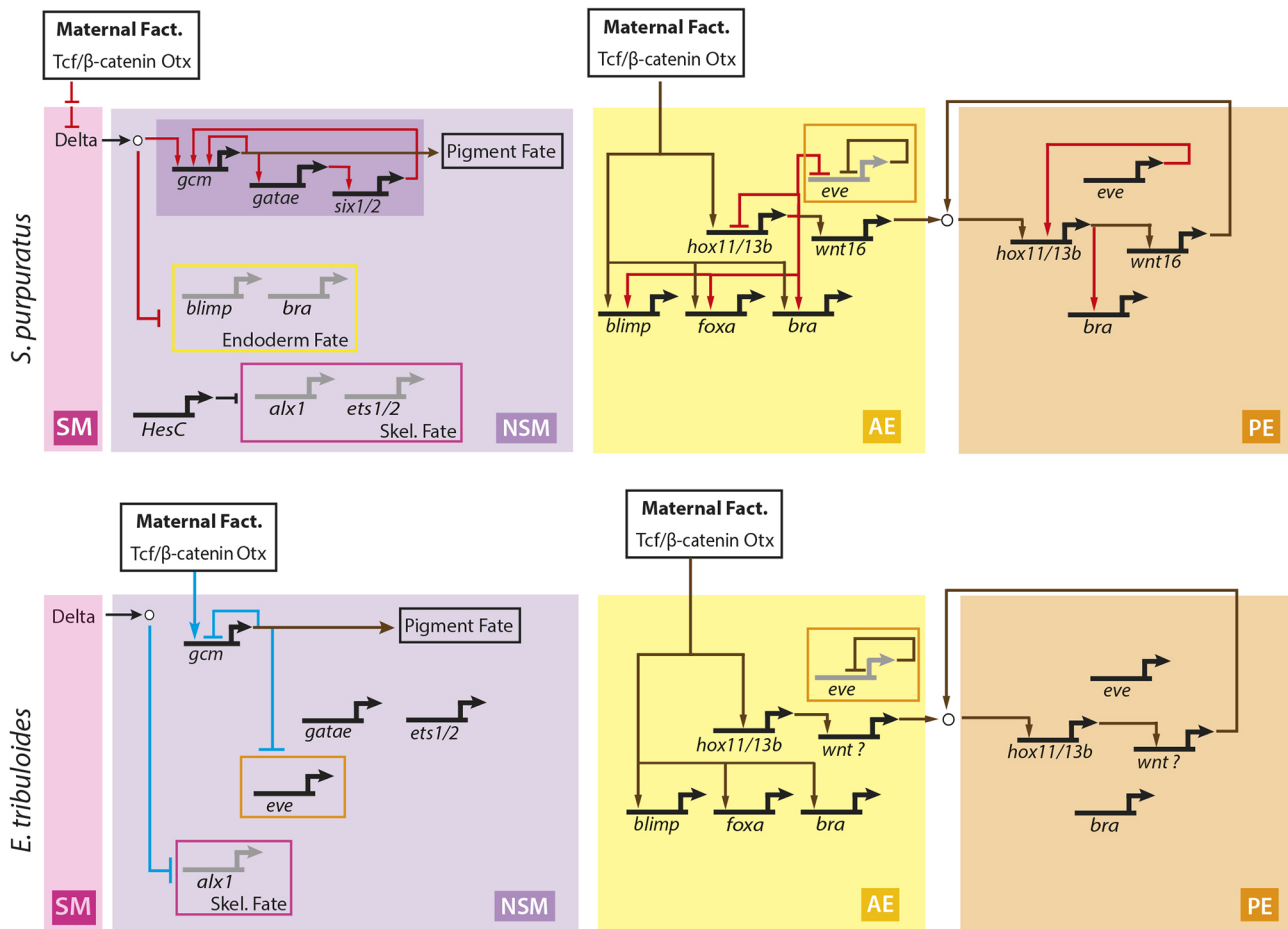 Maternal Fact.
Tcf/β-catenin Otx
Maternal Fact.
Tcf/β-catenin Otx
S. purpuratus
Delta
gcm
gatae
six1/2
Pigment Fate
blimp
bra
Endoderm Fate
HesC
alx1
ets1/2
Skel. Fate
SM
NSM
eve
hox11/13b
wnt16
blimp
foxa
bra
AE
eve
hox11/13b
wnt16
bra
PE
Maternal Fact.
Tcf/β-catenin Otx
Maternal Fact.
Tcf/β-catenin Otx
E. tribuloides
Delta
gcm
Pigment Fate
gatae
ets1/2
eve
alx1
Skel. Fate
SM
NSM
eve
hox11/13b
wnt ?
blimp
foxa
bra
AE
eve
hox11/13b
wnt ?
bra
PE